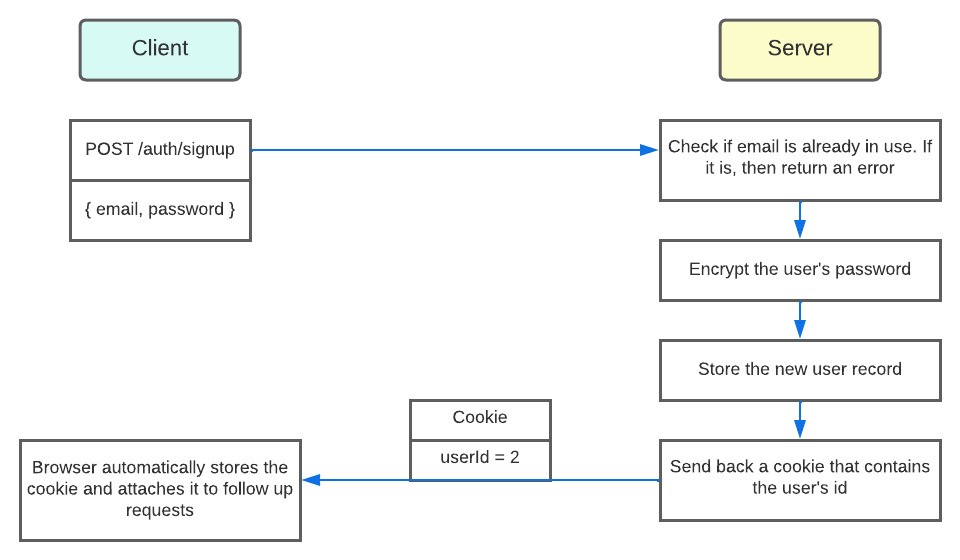 Client
Server
POST /auth/signup
{ email, password }
Check if email is already in use. If
it is, then return an error
Encrypt the user's password
Store the new user record
Cookie
userId = 2
Send back a cookie that contains
the user's id
Browser automatically stores the
cookie and attaches it to follow up
requests